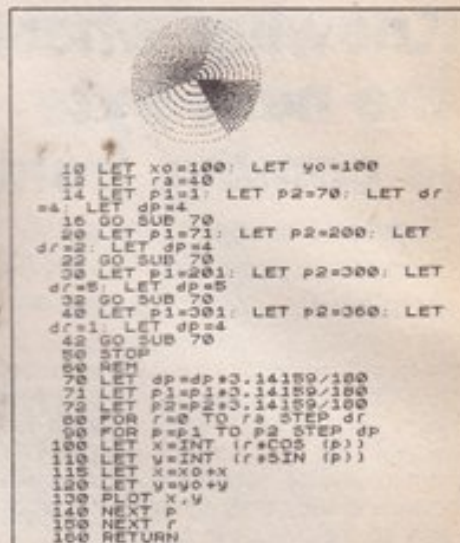 10 LET xo=100: LET yo=100
12 LET ra=40
14 LET p1=1: LET p2=70: LET dr
=4: LET dp=4
16 GO SUB 70
20 LET p1=71: LET p2=200: LET
dr=2: LET dp=4
22 GO SUB 70
30 LET p1=201: LET p2=300: LET
dr=5: LET dp=5
32 GO SUB 70
40 LET p1=301: LET p2=360: LET
dr=1: LET dp=4
42 GO SUB 70
50 STOP
60 REM
70 LET dp=dp*3.14159/180
71 LET p1=p1*3.14159/180
72 LET p2=p2*3.14159/180
80 FOR r=0 TO ra STEP dr
90 FOR p=p1 TO p2 STEP dp
100 LET x=INT (r*COS (p))
110 LET y=INT (r*SIN (p))
115 LET x=xo+x
120 LET y=yo+y
130 PLOT x,y
140 NEXT p
150 NEXT r
160 RETURN